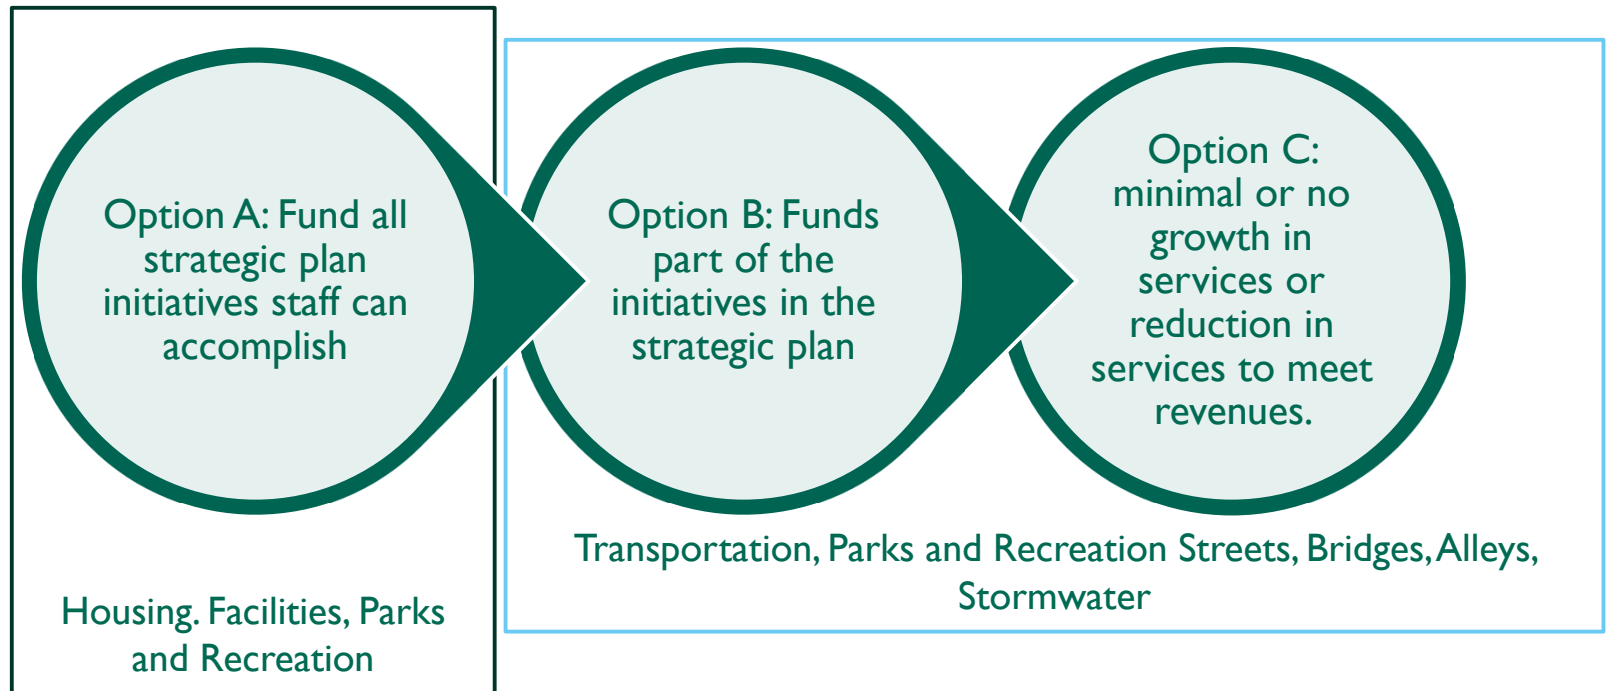 Option A: Fund all
strategic plan
initiatives staff can
accomplish
Option B: Funds
part of the
initiatives in the
strategic plan
Option C:
minimal or no
growth in
services or
reduction in
services to meet
revenues.
Housing. Facilities, Parks
and Recreation
Transportation, Parks and Recreation Streets, Bridges, Alleys,
Stormwater